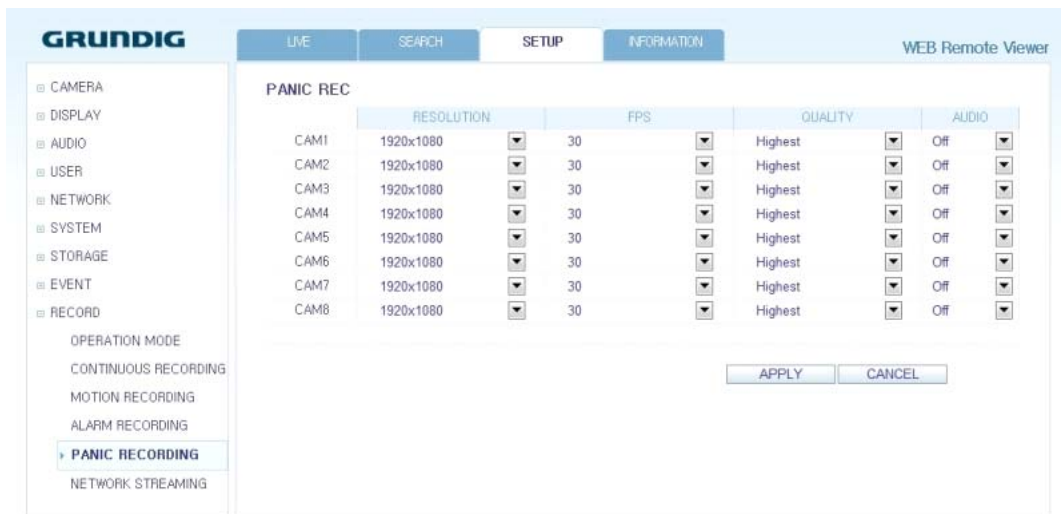 GRUNDIG
LIVE SEARCH SETUP INFORMATION
WEB Remote Viewer
CAMERA
DISPLAY
AUDIO
USER
NETWORK
SYSTEM
STORAGE
EVENT
RECORD
OPERATION MODE
CONTINUOUS RECORDING
MOTION RECORDING
ALARM RECORDING
PANIC RECORDING
NETWORK STREAMING
PANIC REC
RESOLUTION FPS QUALITY AUDIO
CAM1 1920x1080 30 Highest Off
CAM2 1920x1080 30 Highest Off
CAM3 1920x1080 30 Highest Off
CAM4 1920x1080 30 Highest Off
CAM5 1920x1080 30 Highest Off
CAM6 1920x1080 30 Highest Off
CAM7 1920x1080 30 Highest Off
CAM8 1920x1080 30 Highest Off
APPLY CANCEL